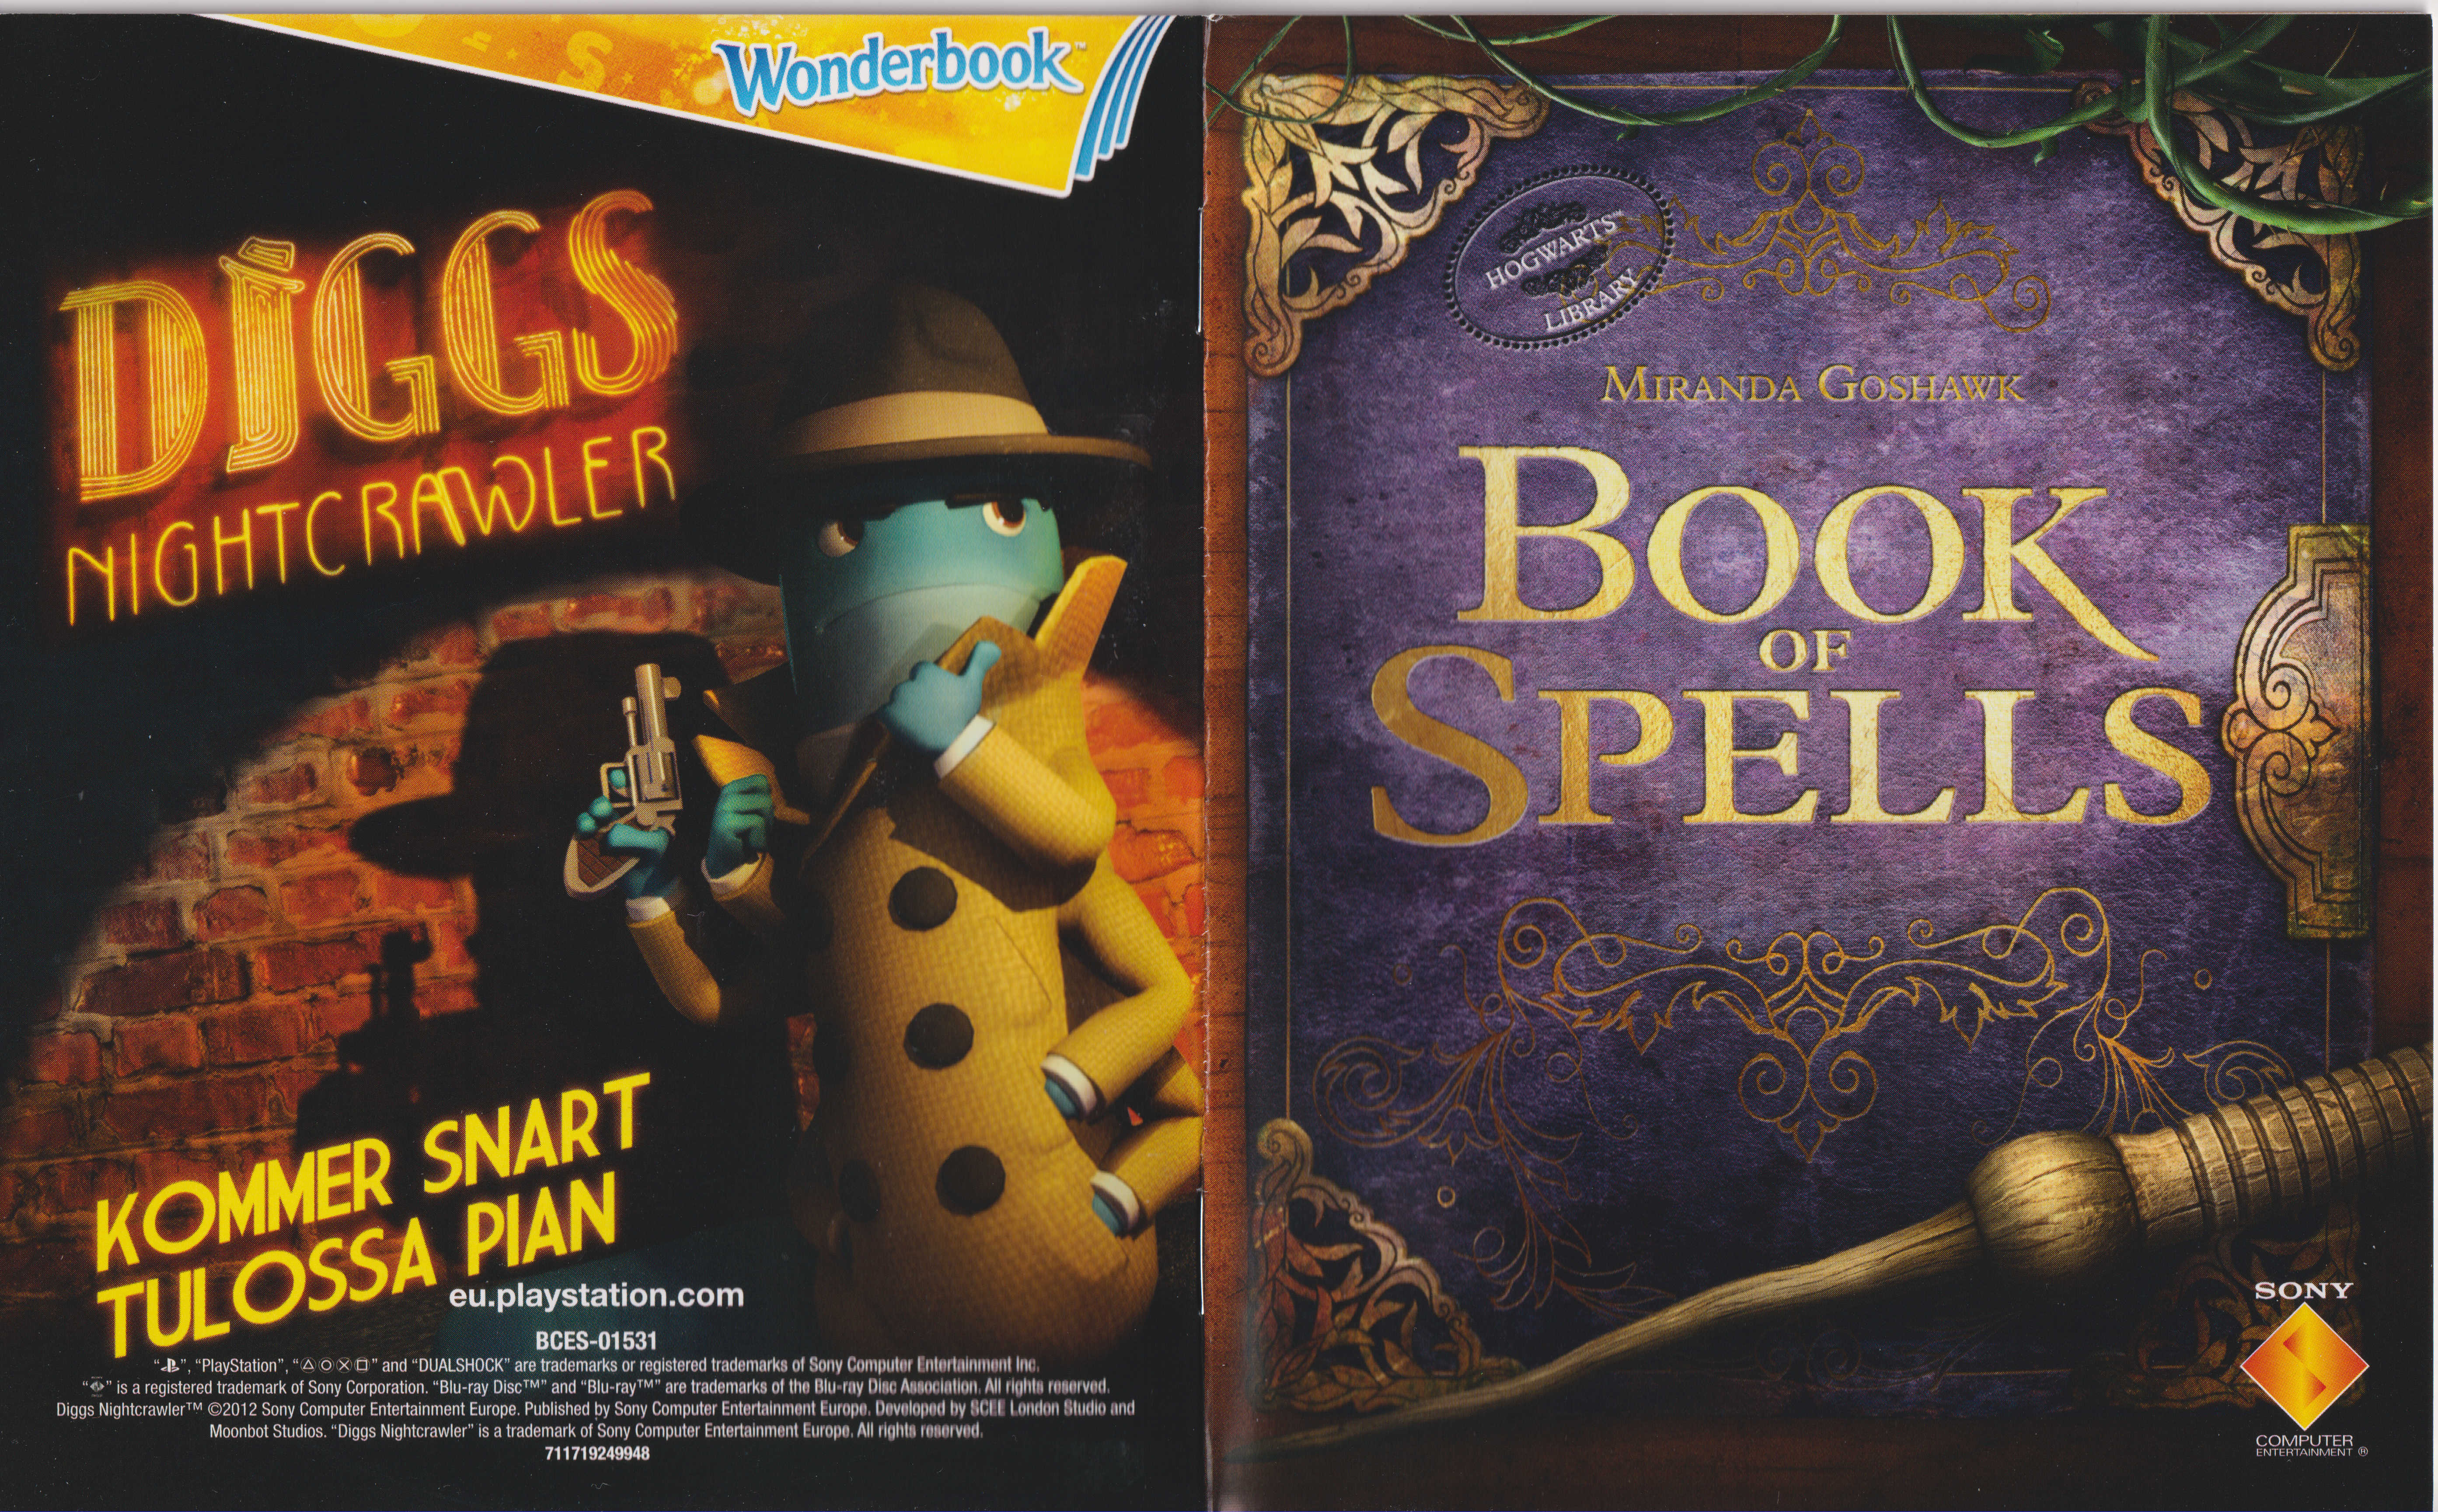 Wonderbook™
DIGGS
NIGHTCRAWLER
KOMMER SNART
TULOSSA PIAN
eu.playstation.com
BCES-01531
“ ”, “PlayStation”, “△○✕□” and “DUALSHOCK” are trademarks or registered trademarks of Sony Computer Entertainment Inc.
“ ” is a registered trademark of Sony Corporation. “Blu-ray Disc™” and “Blu-ray™” are trademarks of the Blu-ray Disc Association. All rights reserved.
Diggs Nightcrawler™ ©2012 Sony Computer Entertainment Europe. Published by Sony Computer Entertainment Europe. Developed by SCEE London Studio and
Moonbot Studios. “Diggs Nightcrawler” is a trademark of Sony Computer Entertainment Europe. All rights reserved.
711719249948
HOGWARTS™
LIBRARY
MIRANDA GOSHAWK
BOOK
OF
SPELLS
SONY
COMPUTER
ENTERTAINMENT ®